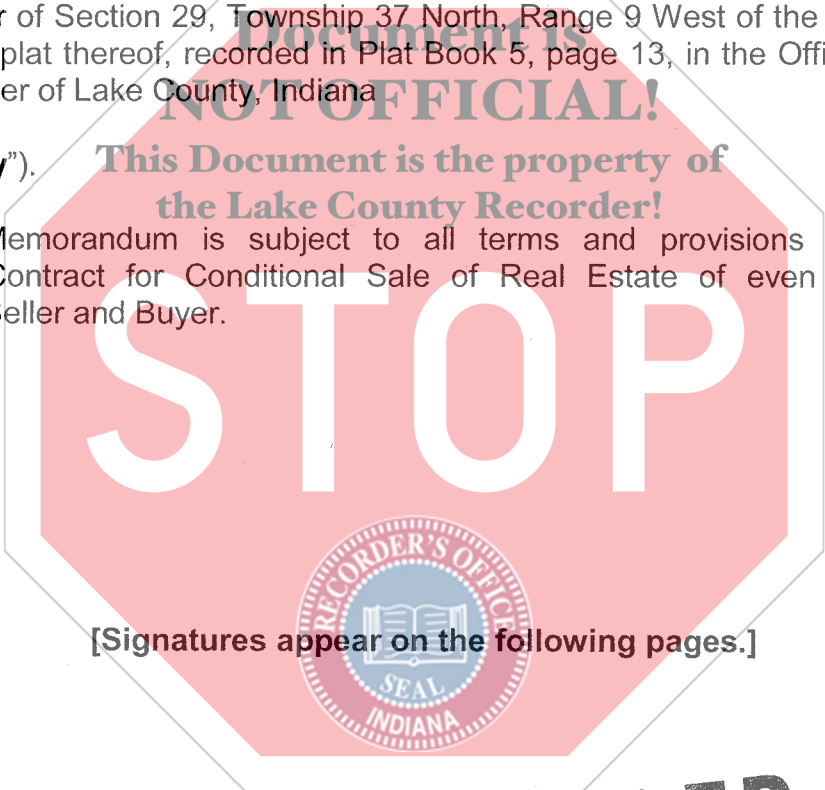 r of Section 29, Township 37 North, Range 9 West of the
Document is
plat thereof, recorded in Plat Book 5, page 13, in the Offi
er of Lake County, Indiana
NOT OFFICIAL!
This Document is the property of
y”).
the Lake County Recorder!
Memorandum is subject to all terms and provisions
Contract for Conditional Sale of Real Estate of even
Seller and Buyer.
STOP
RECORDER'S OFFICE
[Signatures appear on the following pages.]
SEAL
INDIANA